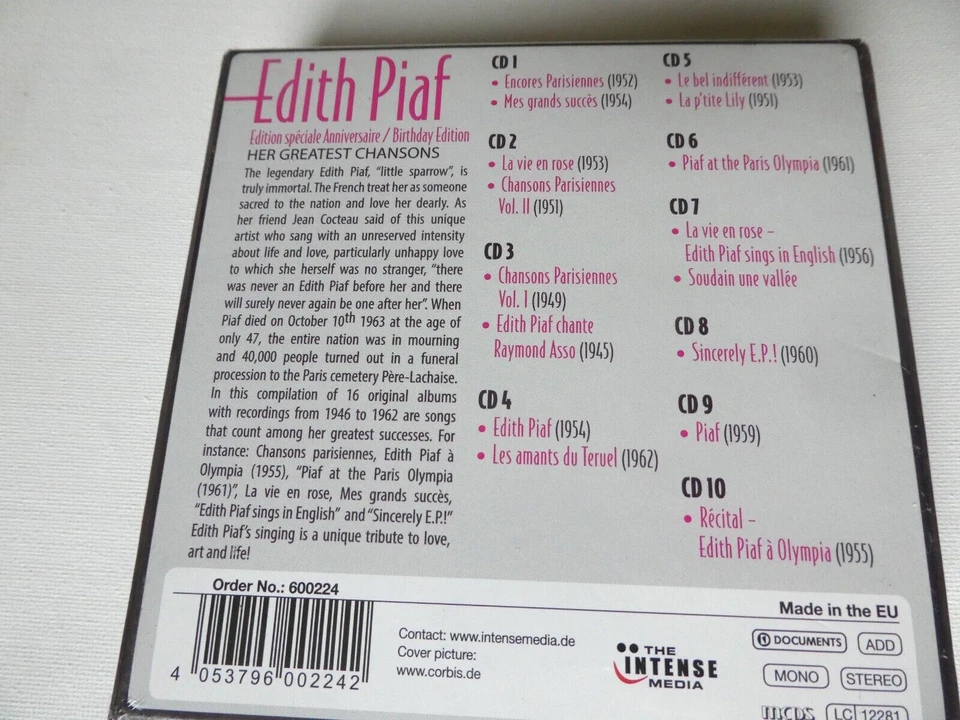 Edith Piaf
Edition spéciale Anniversaire / Birthday Edition
HER GREATEST CHANSONS
The legendary Edith Piaf, "little sparrow", is
truly immortal. The French treat her as someone
sacred to the nation and love her dearly. As
her friend Jean Cocteau said of this unique
artist who sang with an unreserved intensity
about life and love, particularly unhappy love
to which she herself was no stranger, "there
was never an Edith Piaf before her and there
will surely never again be one after her". When
Piaf died on October 10th 1963 at the age of
only 47, the entire nation was in mourning
and 40,000 people turned out in a funeral
procession to the Paris cemetery Père-Lachaise.
In this compilation of 16 original albums
with recordings from 1946 to 1962 are songs
that count among her greatest successes. For
instance: Chansons parisiennes, Edith Piaf à
Olympia (1955), "Piaf at the Paris Olympia
(1961)", La vie en rose, Mes grands succès,
"Edith Piaf sings in English" and "Sincerely E.P.!"
Edith Piaf's singing is a unique tribute to love,
art and life!
CD 1
• Encores Parisiennes (1952)
• Mes grands succès (1954)
CD 2
• La vie en rose (1953)
• Chansons Parisiennes
Vol. II (1951)
CD 3
• Chansons Parisiennes
Vol. I (1949)
• Edith Piaf chante
Raymond Asso (1945)
CD 4
• Edith Piaf (1954)
• Les amants du Teruel (1962)
CD 5
• Le bel indifférent (1953)
• La p'tite Lily (1951)
CD 6
• Piaf at the Paris Olympia (1961)
CD 7
• La vie en rose –
Edith Piaf sings in English (1956)
• Soudain une vallée
CD 8
• Sincerely E.P.! (1960)
CD 9
• Piaf (1959)
CD 10
• Récital –
Edith Piaf à Olympia (1955)
Order No.: 600224
4 053796 002242
Contact: www.intensemedia.de
Cover picture:
www.corbis.de
THE
INTENSE
MEDIA
Made in the EU
DOCUMENTS
ADD
MONO
STEREO
mcps
LC 12281